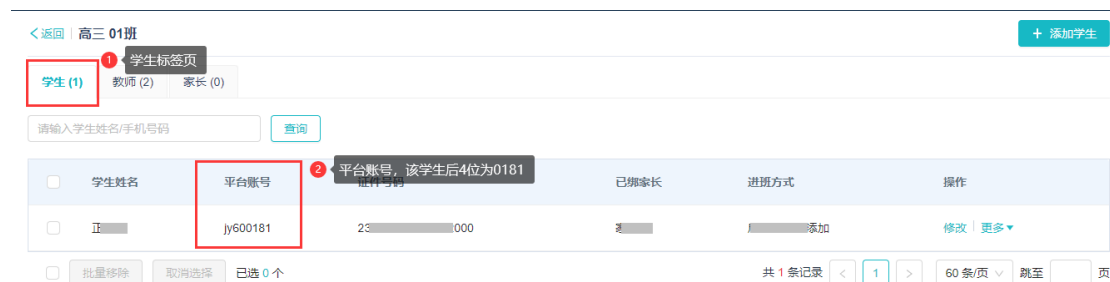 返回 高三 01班
+ 添加学生
1 学生标签页
学生 (1) 教师 (2) 家长 (0)
请输入学生姓名/手机号码 查询
2 平台账号，该学生后4位为0181
学生姓名 平台账号 证件号码 已绑家长 进班方式 操作
正 jy600181 23 000 添加 修改 更多
批量移除 取消选择 已选 0 个 共 1 条记录 < 1 > 60 条/页 跳至 页